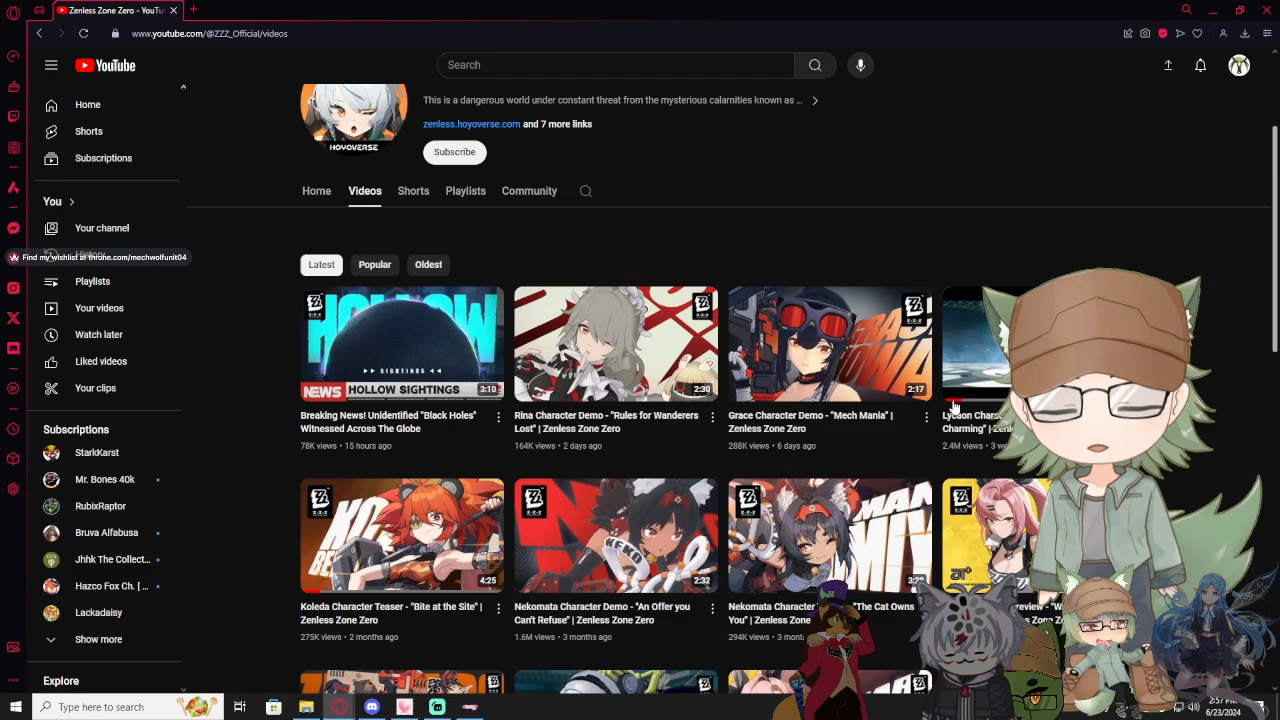 Zenless Zone Zero - YouTu
www.youtube.com/@ZZZ_Official/videos
YouTube
Search
Home
Shorts
Subscriptions
You
Your channel
Find my wishlist at throne.com/mechwolfunit04
Playlists
Your videos
Watch later
Liked videos
Your clips
Subscriptions
StarkKarst
Mr. Bones 40k
RubixRaptor
Bruva Alfabusa
Jhhk The Collect...
Hazco Fox Ch. [ ...
Lackadaisy
Show more
Explore
HOYOVERSE
This is a dangerous world under constant threat from the mysterious calamities known as ...
zenless.hoyoverse.com and 7 more links
Subscribe
Home Videos Shorts Playlists Community
Latest Popular Oldest
HOLLOW
SIGHTINGS
NEWS HOLLOW SIGHTINGS
3:10
2:30
2:17
Breaking News! Unidentified "Black Holes"
Witnessed Across The Globe
78K views • 15 hours ago
Rina Character Demo - "Rules for Wanderers
Lost" | Zenless Zone Zero
164K views • 2 days ago
Grace Character Demo - "Mech Mania" |
Zenless Zone Zero
288K views • 6 days ago
Lycaon Charac
Charming" |
2.4M views • 3 we
4:25
2:32
Koleda Character Teaser - "Bite at the Site" |
Zenless Zone Zero
275K views • 2 months ago
Nekomata Character Demo - "An Offer you
Can't Refuse" | Zenless Zone Zero
1.6M views • 3 months ago
Nekomata Character "The Cat Owns
You" | Zenless Zone Zero
294K views • 3 mont
Type here to search
2:57 PM
6/23/2024